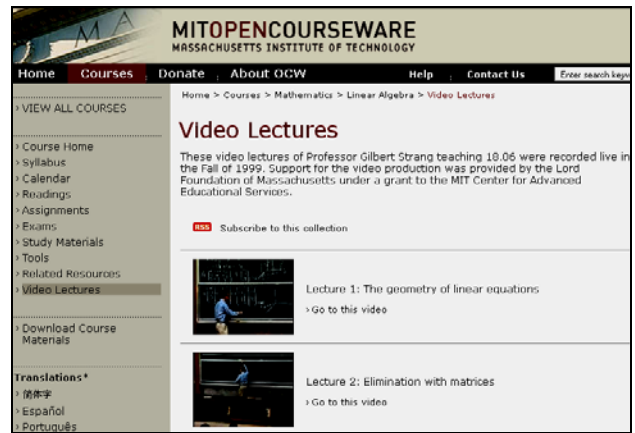 MITOPENCOURSEWARE
MASSACHUSETTS INSTITUTE OF TECHNOLOGY
Home Courses Donate About OCW Help Contact Us Enter search keyw
Home > Courses > Mathematics > Linear Algebra > Video Lectures
› VIEW ALL COURSES
› Course Home
› Syllabus
› Calendar
› Readings
› Assignments
› Exams
› Study Materials
› Tools
› Related Resources
› Video Lectures
› Download Course
Materials
Translations*
› 简体字
› Español
› Português
Video Lectures
These video lectures of Professor Gilbert Strang teaching 18.06 were recorded live in
the Fall of 1999. Support for the video production was provided by the Lord
Foundation of Massachusetts under a grant to the MIT Center for Advanced
Educational Services.
RSS Subscribe to this collection
Lecture 1: The geometry of linear equations
› Go to this video
Lecture 2: Elimination with matrices
› Go to this video